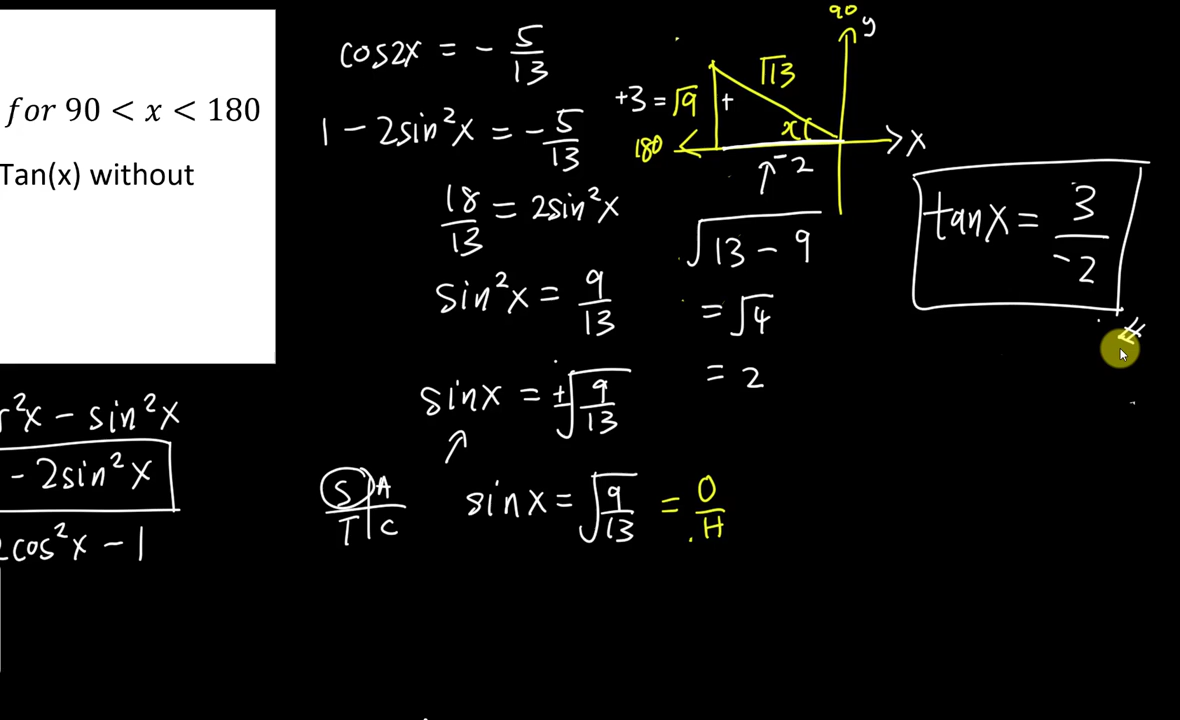 for 90 < x < 180
Tan(x) without
r²x − sin²x
− 2sin²x
2cos²x − 1
cos2x = − 5/13
1 − 2sin²x = − 5/13
18/13 = 2sin²x
sin²x = 9/13
sinx = ±√(9/13)
S A
T C
sinx = √(9/13) = O/H
90
y
√13
+3 = √9
+
x
180
x
−2
√(13 − 9)
= √4
= 2
tanx = 3/−2